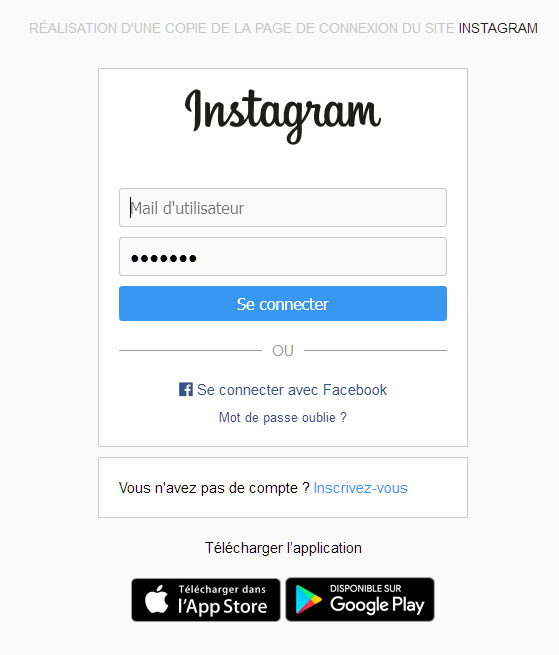 RÉALISATION D'UNE COPIE DE LA PAGE DE CONNEXION DU SITE INSTAGRAM
Instagram
Mail d'utilisateur
•••••••
Se connecter
OU
Se connecter avec Facebook
Mot de passe oublie ?
Vous n'avez pas de compte ? Inscrivez-vous
Télécharger l'application
Télécharger dans
l'App Store
DISPONIBLE SUR
Google Play